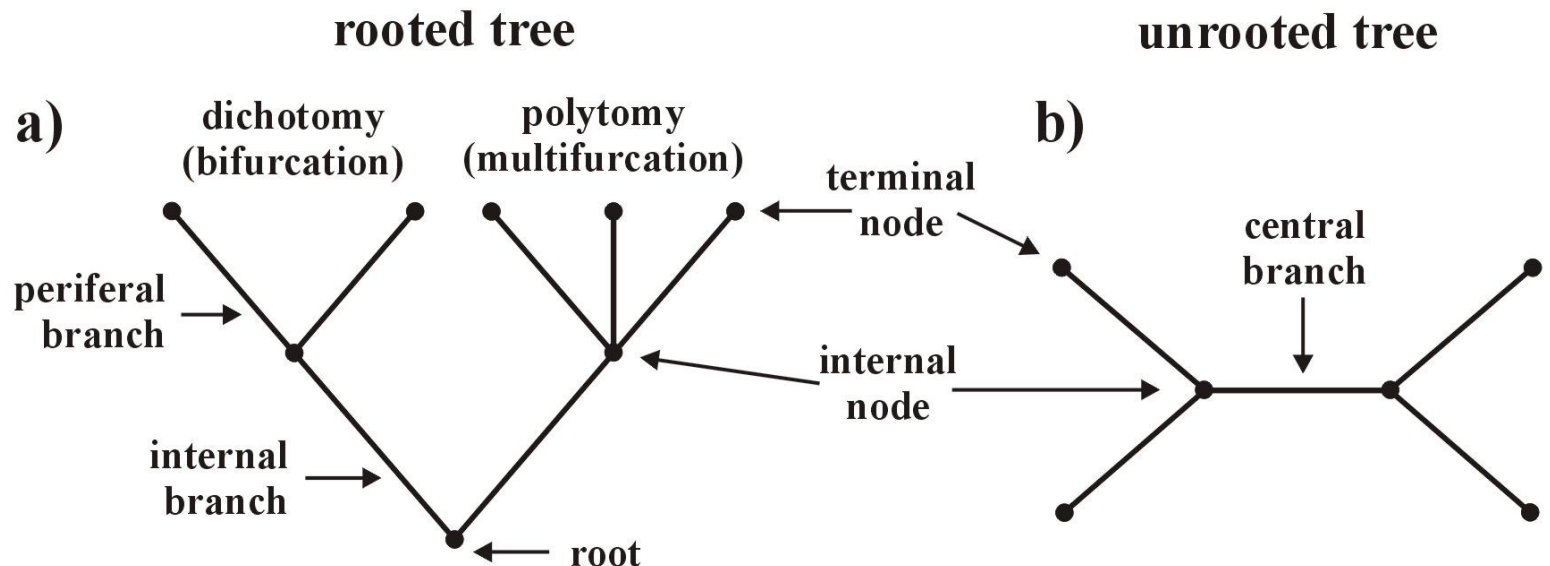 rooted tree
unrooted tree
a)
dichotomy
(bifurcation)
polytomy
(multifurcation)
b)
terminal
node
central
branch
periferal
branch
internal
node
internal
branch
root